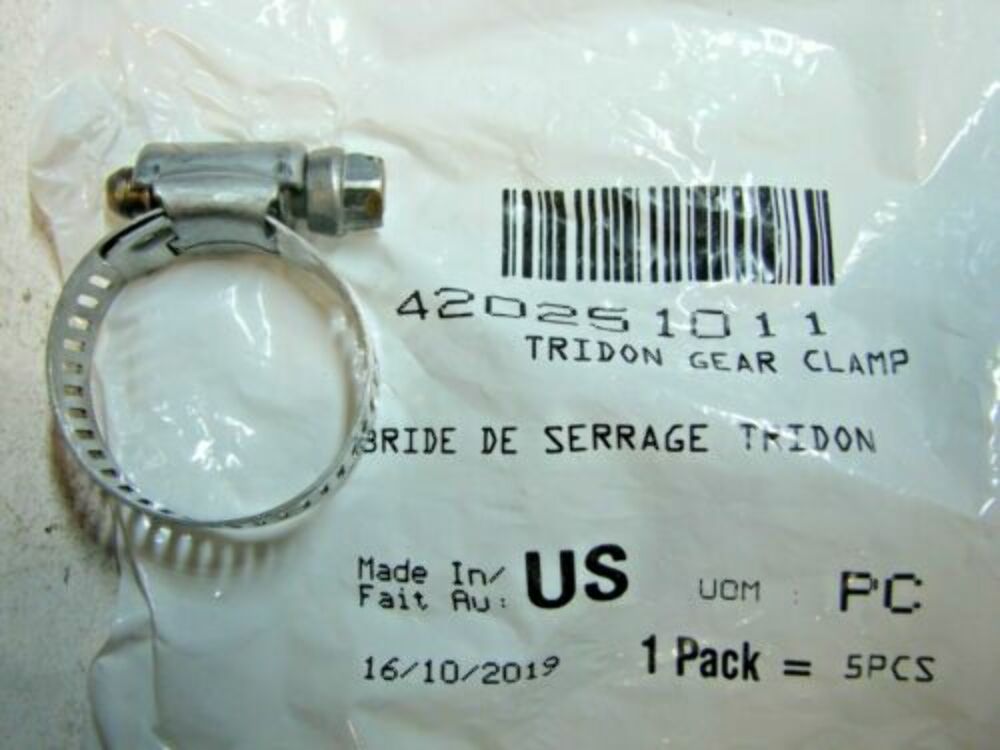 420251011
TRIDON GEAR CLAMP
BRIDE DE SERRAGE TRIDON
Made In/ US UOM : PC
Fait Au:
16/10/2019 1 Pack = 5PCS